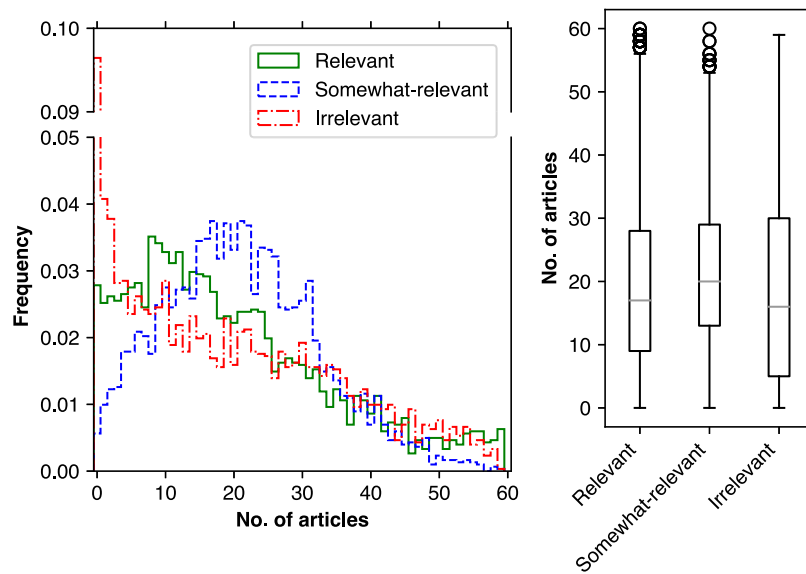 0.10
0.09
0.05
0.04
0.03
0.02
0.01
0.00
Frequency
0
10
20
30
40
50
60
No. of articles
Relevant
Somewhat-relevant
Irrelevant
60
50
40
30
20
10
0
No. of articles
Relevant
Somewhat-relevant
Irrelevant